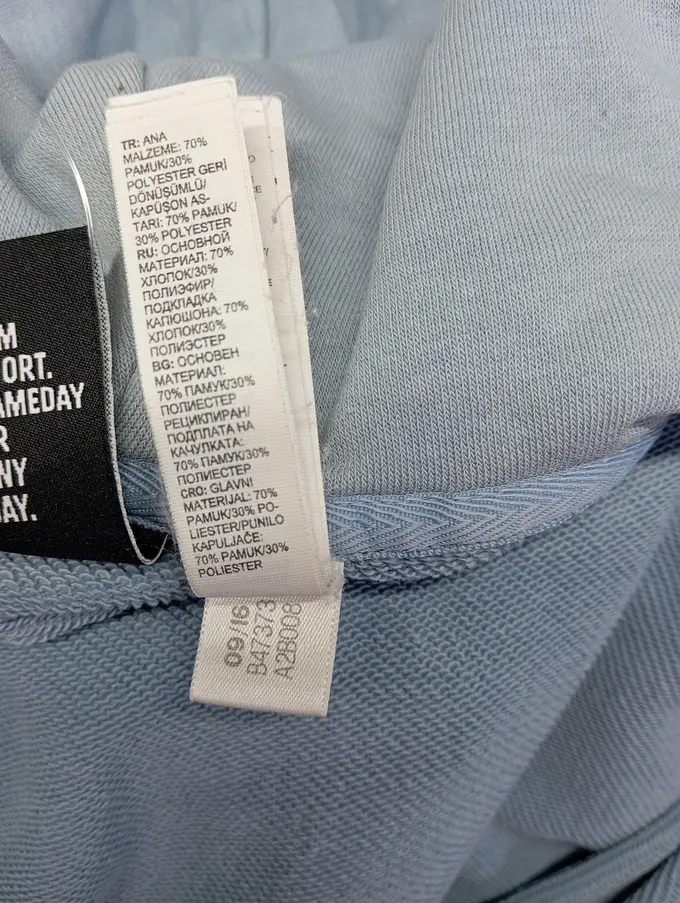 TR: ANA
MALZEME: 70%
PAMUK/30%
POLYESTER GERİ
DÖNÜŞÜMLÜ/
KAPÜŞON AS-
TARI: 70% PAMUK/
30% POLYESTER
RU: ОСНОВНОЙ
МАТЕРИАЛ: 70%
ХЛОПОК/30%
ПОЛИЭФИР/
ПОДКЛАДКА
КАПЮШОНА: 70%
ХЛОПОК/30%
ПОЛИЭСТЕР
BG: ОСНОВЕН
МАТЕРИАЛ:
70% ПАМУК/30%
ПОЛИЕСТЕР
РЕЦИКЛИРАН/
ПОДПЛАТА НА
КАЧУЛКАТА:
70% ПАМУК/30%
ПОЛИЕСТЕР
CRO: GLAVNI
MATERIJAL: 70%
PAMUK/30% PO-
LIESTER/PUNILO
KAPULJAČE:
70% PAMUK/30%
POLIESTER
09/16
B47373
A2B008
M
ORT.
AMEDAY
R
NY
AY.